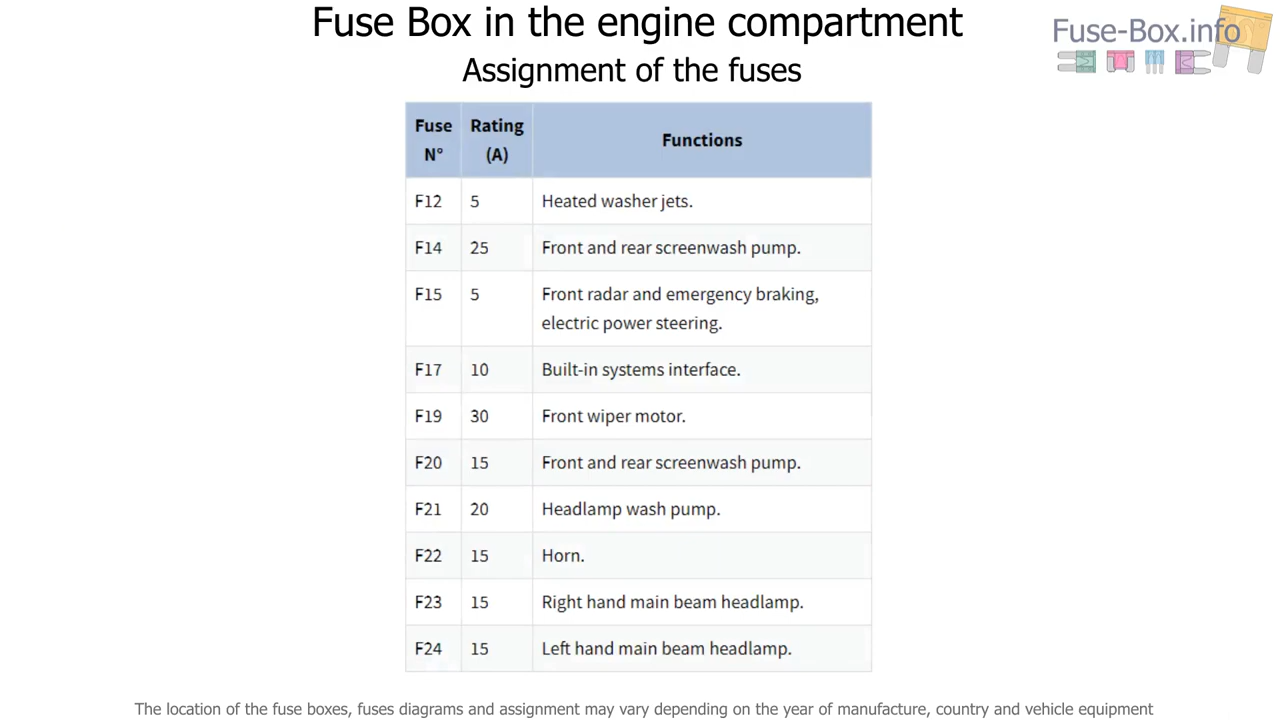 Fuse Box in the engine compartment
Fuse-Box.info
Assignment of the fuses
Fuse N° Rating (A) Functions
F12 5 Heated washer jets.
F14 25 Front and rear screenwash pump.
F15 5 Front radar and emergency braking,
electric power steering.
F17 10 Built-in systems interface.
F19 30 Front wiper motor.
F20 15 Front and rear screenwash pump.
F21 20 Headlamp wash pump.
F22 15 Horn.
F23 15 Right hand main beam headlamp.
F24 15 Left hand main beam headlamp.
The location of the fuse boxes, fuses diagrams and assignment may vary depending on the year of manufacture, country and vehicle equipment